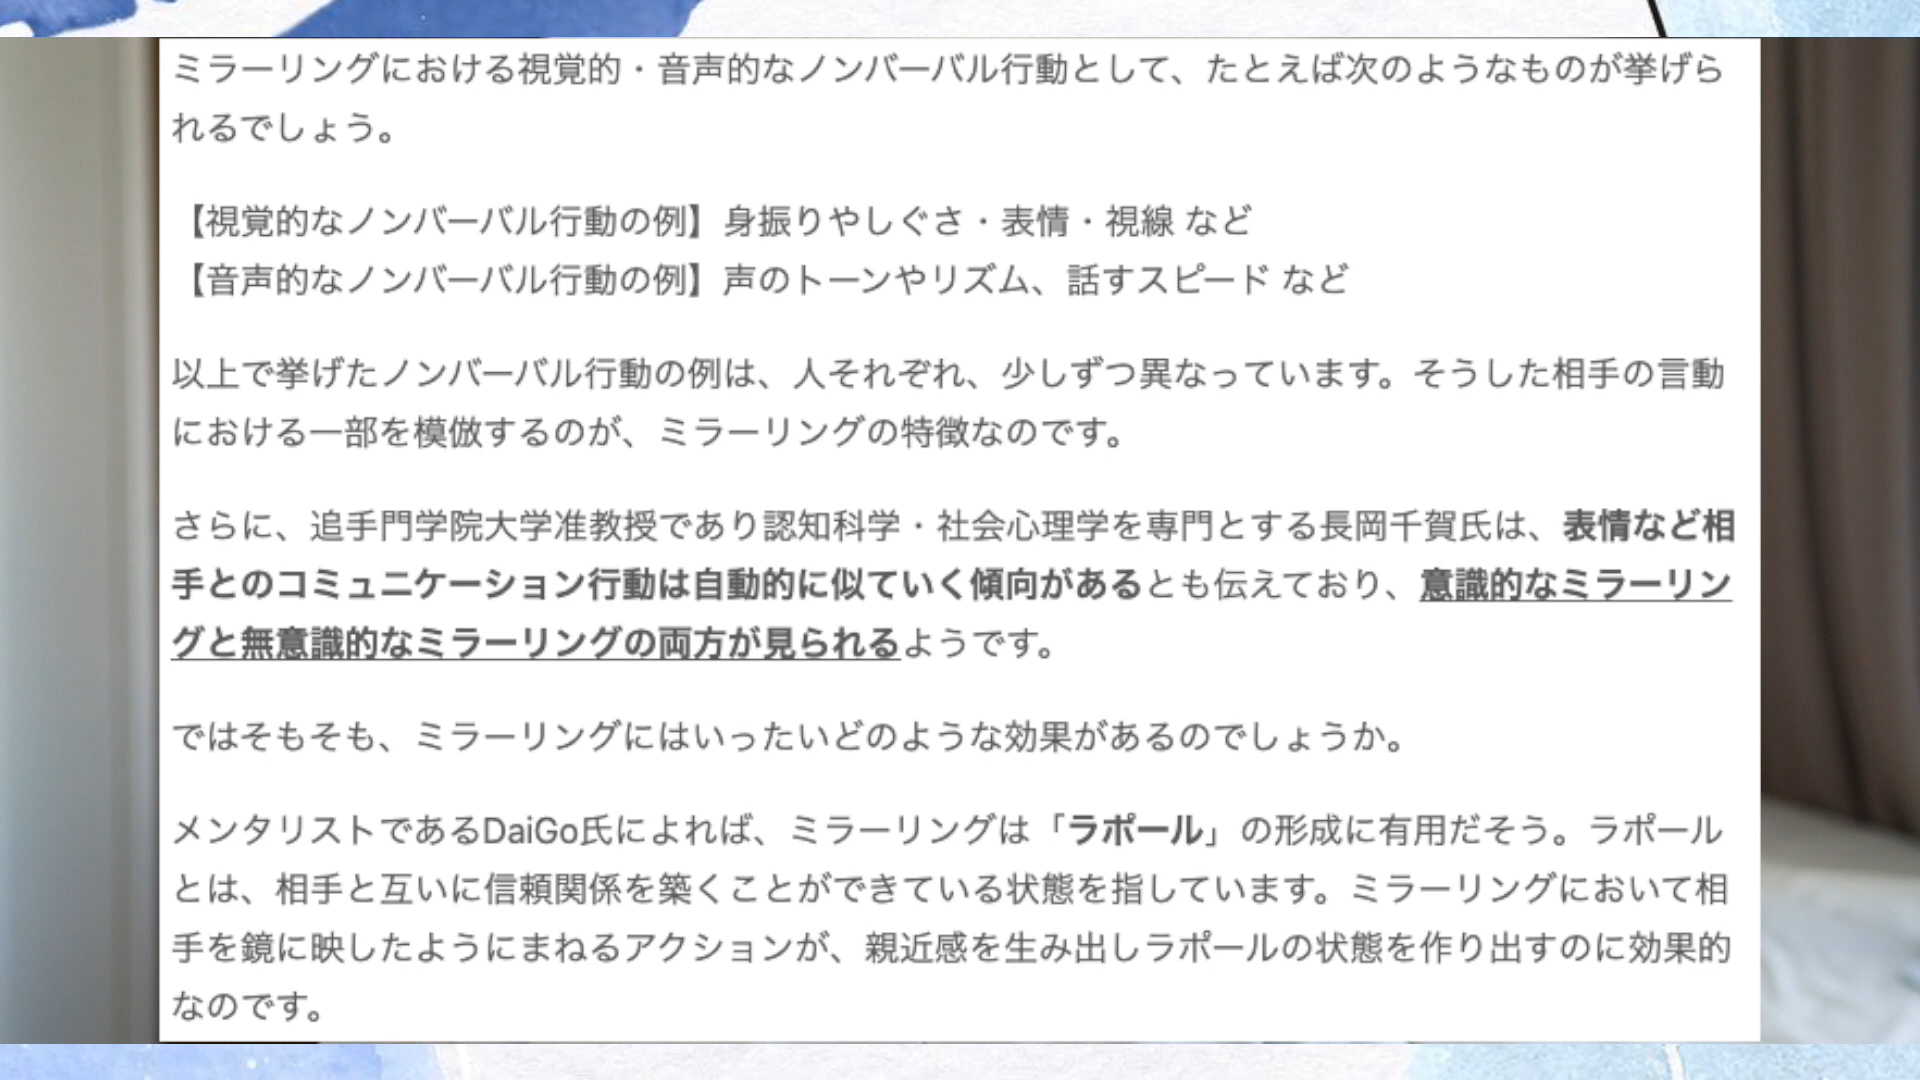 ミラーリングにおける視覚的・音声的なノンバーバル行動として、たとえば次のようなものが挙げら
れるでしょう。
【視覚的なノンバーバル行動の例】身振りやしぐさ・表情・視線 など
【音声的なノンバーバル行動の例】声のトーンやリズム、話すスピード など
以上で挙げたノンバーバル行動の例は、人それぞれ、少しずつ異なっています。そうした相手の言動
における一部を模倣するのが、ミラーリングの特徴なのです。
さらに、追手門学院大学准教授であり認知科学・社会心理学を専門とする長岡千賀氏は、表情など相
手とのコミュニケーション行動は自動的に似ていく傾向があるとも伝えており、意識的なミラーリン
グと無意識的なミラーリングの両方が見られるようです。
ではそもそも、ミラーリングにはいったいどのような効果があるのでしょうか。
メンタリストであるDaiGo氏によれば、ミラーリングは「ラポール」の形成に有用だそう。ラポール
とは、相手と互いに信頼関係を築くことができている状態を指しています。ミラーリングにおいて相
手を鏡に映したようにまねるアクションが、親近感を生み出しラポールの状態を作り出すのに効果的
なのです。